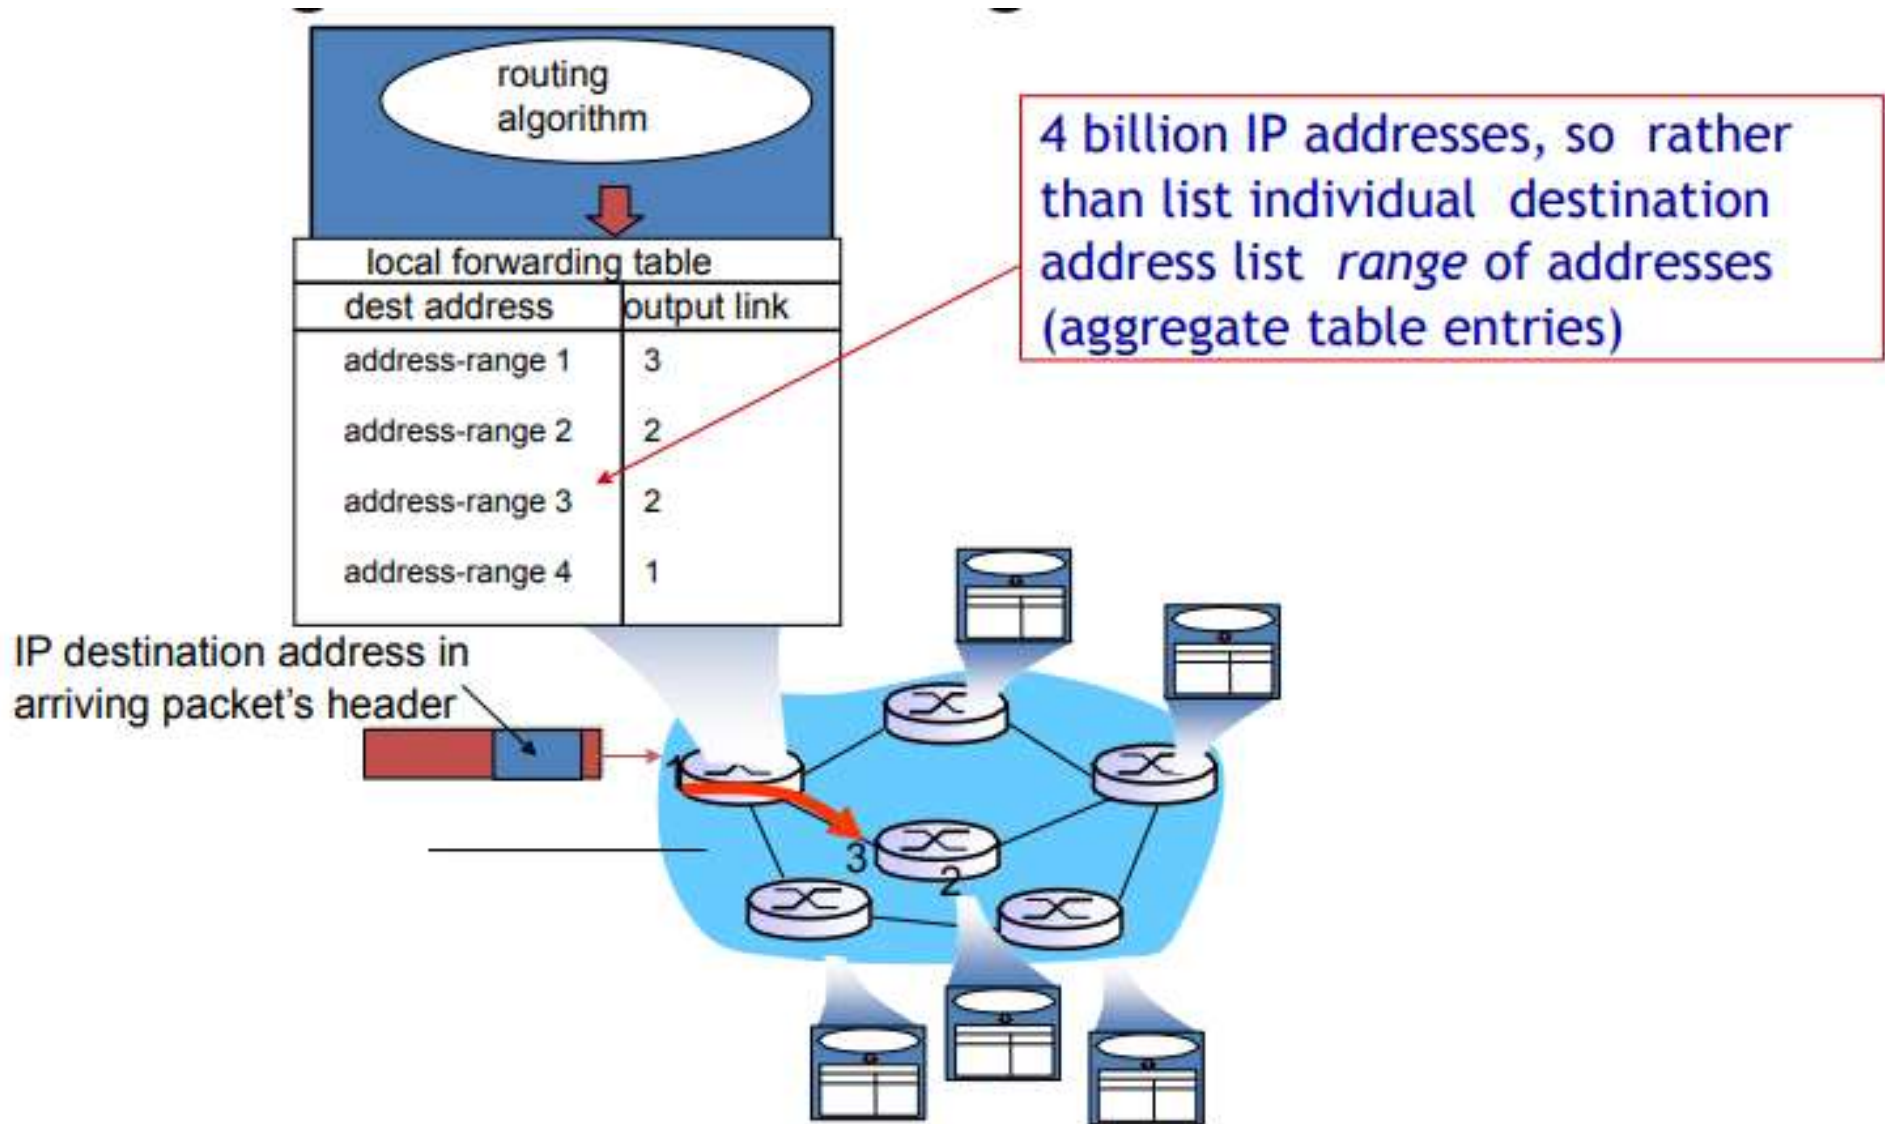 routing
algorithm
local forwarding table
dest address output link
address-range 1 3
address-range 2 2
address-range 3 2
address-range 4 1
4 billion IP addresses, so rather
than list individual destination
address list range of addresses
(aggregate table entries)
IP destination address in
arriving packet's header
1
3
2